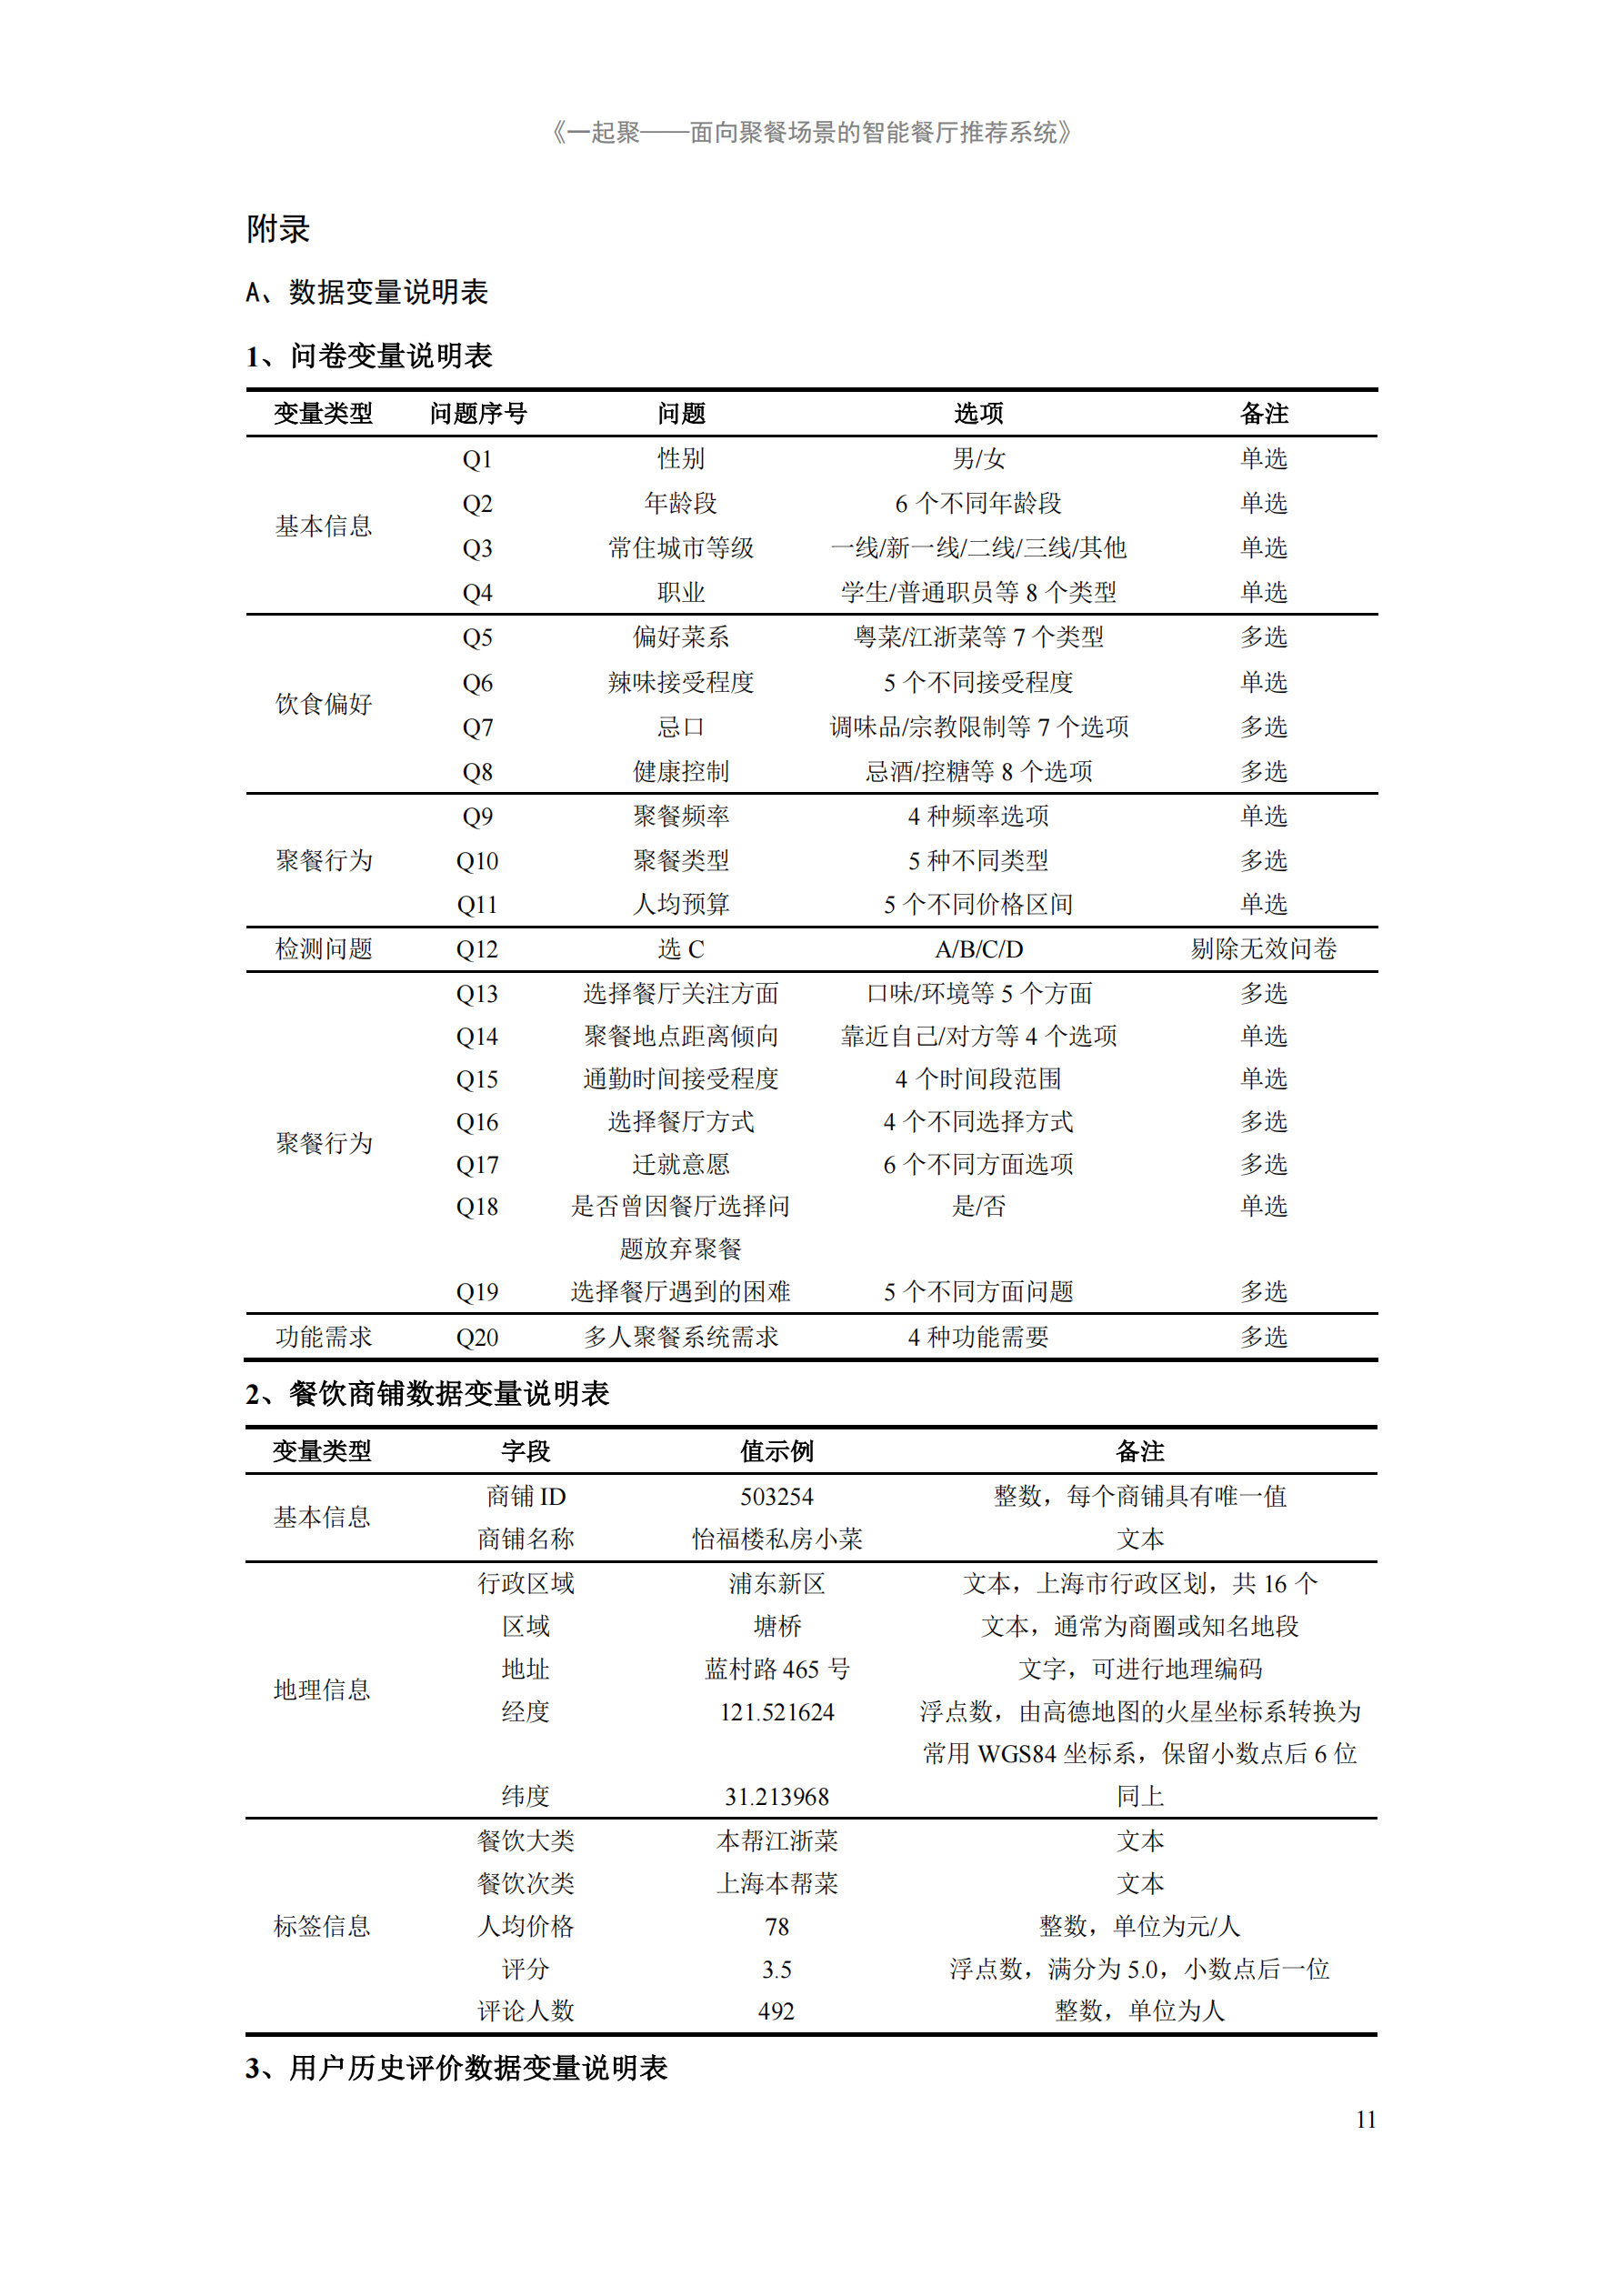 《一起聚——面向聚餐场景的智能餐厅推荐系统》
附录
A、数据变量说明表
1、问卷变量说明表
变量类型 问题序号 问题 选项 备注
Q1 性别 男/女 单选
Q2 年龄段 6 个不同年龄段 单选
基本信息
Q3 常住城市等级 一线/新一线/二线/三线/其他 单选
Q4 职业 学生/普通职员等 8 个类型 单选
Q5 偏好菜系 粤菜/江浙菜等 7 个类型 多选
Q6 辣味接受程度 5 个不同接受程度 单选
饮食偏好
Q7 忌口 调味品/宗教限制等 7 个选项 多选
Q8 健康控制 忌酒/控糖等 8 个选项 多选
Q9 聚餐频率 4 种频率选项 单选
聚餐行为 Q10 聚餐类型 5 种不同类型 多选
Q11 人均预算 5 个不同价格区间 单选
检测问题 Q12 选 C A/B/C/D 剔除无效问卷
Q13 选择餐厅关注方面 口味/环境等 5 个方面 多选
Q14 聚餐地点距离倾向 靠近自己/对方等 4 个选项 单选
Q15 通勤时间接受程度 4 个时间段范围 单选
Q16 选择餐厅方式 4 个不同选择方式 多选
聚餐行为
Q17 迁就意愿 6 个不同方面选项 多选
Q18 是否曾因餐厅选择问 是/否 单选
题放弃聚餐
Q19 选择餐厅遇到的困难 5 个不同方面问题 多选
功能需求 Q20 多人聚餐系统需求 4 种功能需要 多选
2、餐饮商铺数据变量说明表
变量类型 字段 值示例 备注
商铺 ID 503254 整数，每个商铺具有唯一值
基本信息
商铺名称 怡福楼私房小菜 文本
行政区域 浦东新区 文本，上海市行政区划，共 16 个
区域 塘桥 文本，通常为商圈或知名地段
地址 蓝村路 465 号 文字，可进行地理编码
地理信息
经度 121.521624 浮点数，由高德地图的火星坐标系转换为
常用 WGS84 坐标系，保留小数点后 6 位
纬度 31.213968 同上
餐饮大类 本帮江浙菜 文本
餐饮次类 上海本帮菜 文本
标签信息 人均价格 78 整数，单位为元/人
评分 3.5 浮点数，满分为 5.0，小数点后一位
评论人数 492 整数，单位为人
3、用户历史评价数据变量说明表
11